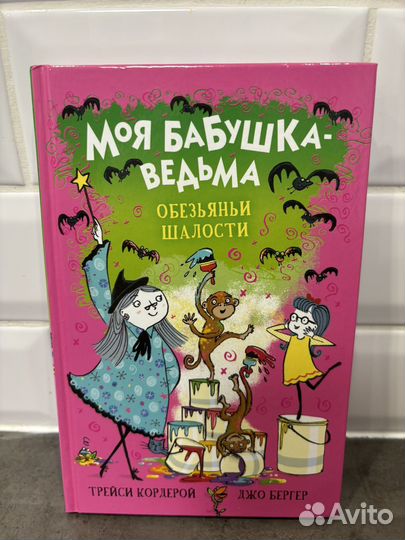 Моя бабушка-
ведьма
Обезьяньи
шалости
Трейси Кордерой Джо Бергер
Avito